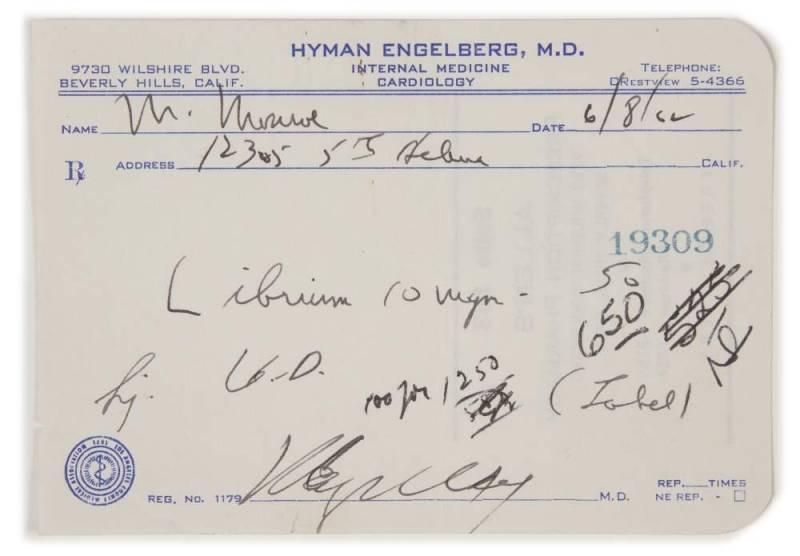 HYMAN ENGELBERG, M.D.
9730 WILSHIRE BLVD. INTERNAL MEDICINE TELEPHONE:
BEVERLY HILLS, CALIF. CARDIOLOGY CRESTVIEW 5-4366
NAME M. Monroe DATE 6/8/62
℞ ADDRESS 12305 5th Helena CALIF.
19309
Librium 10 mgm - 50
650
U.D.
100 for 1250 (Label)
REG. NO. 1179 M.D.
REP. TIMES
NE REP. -